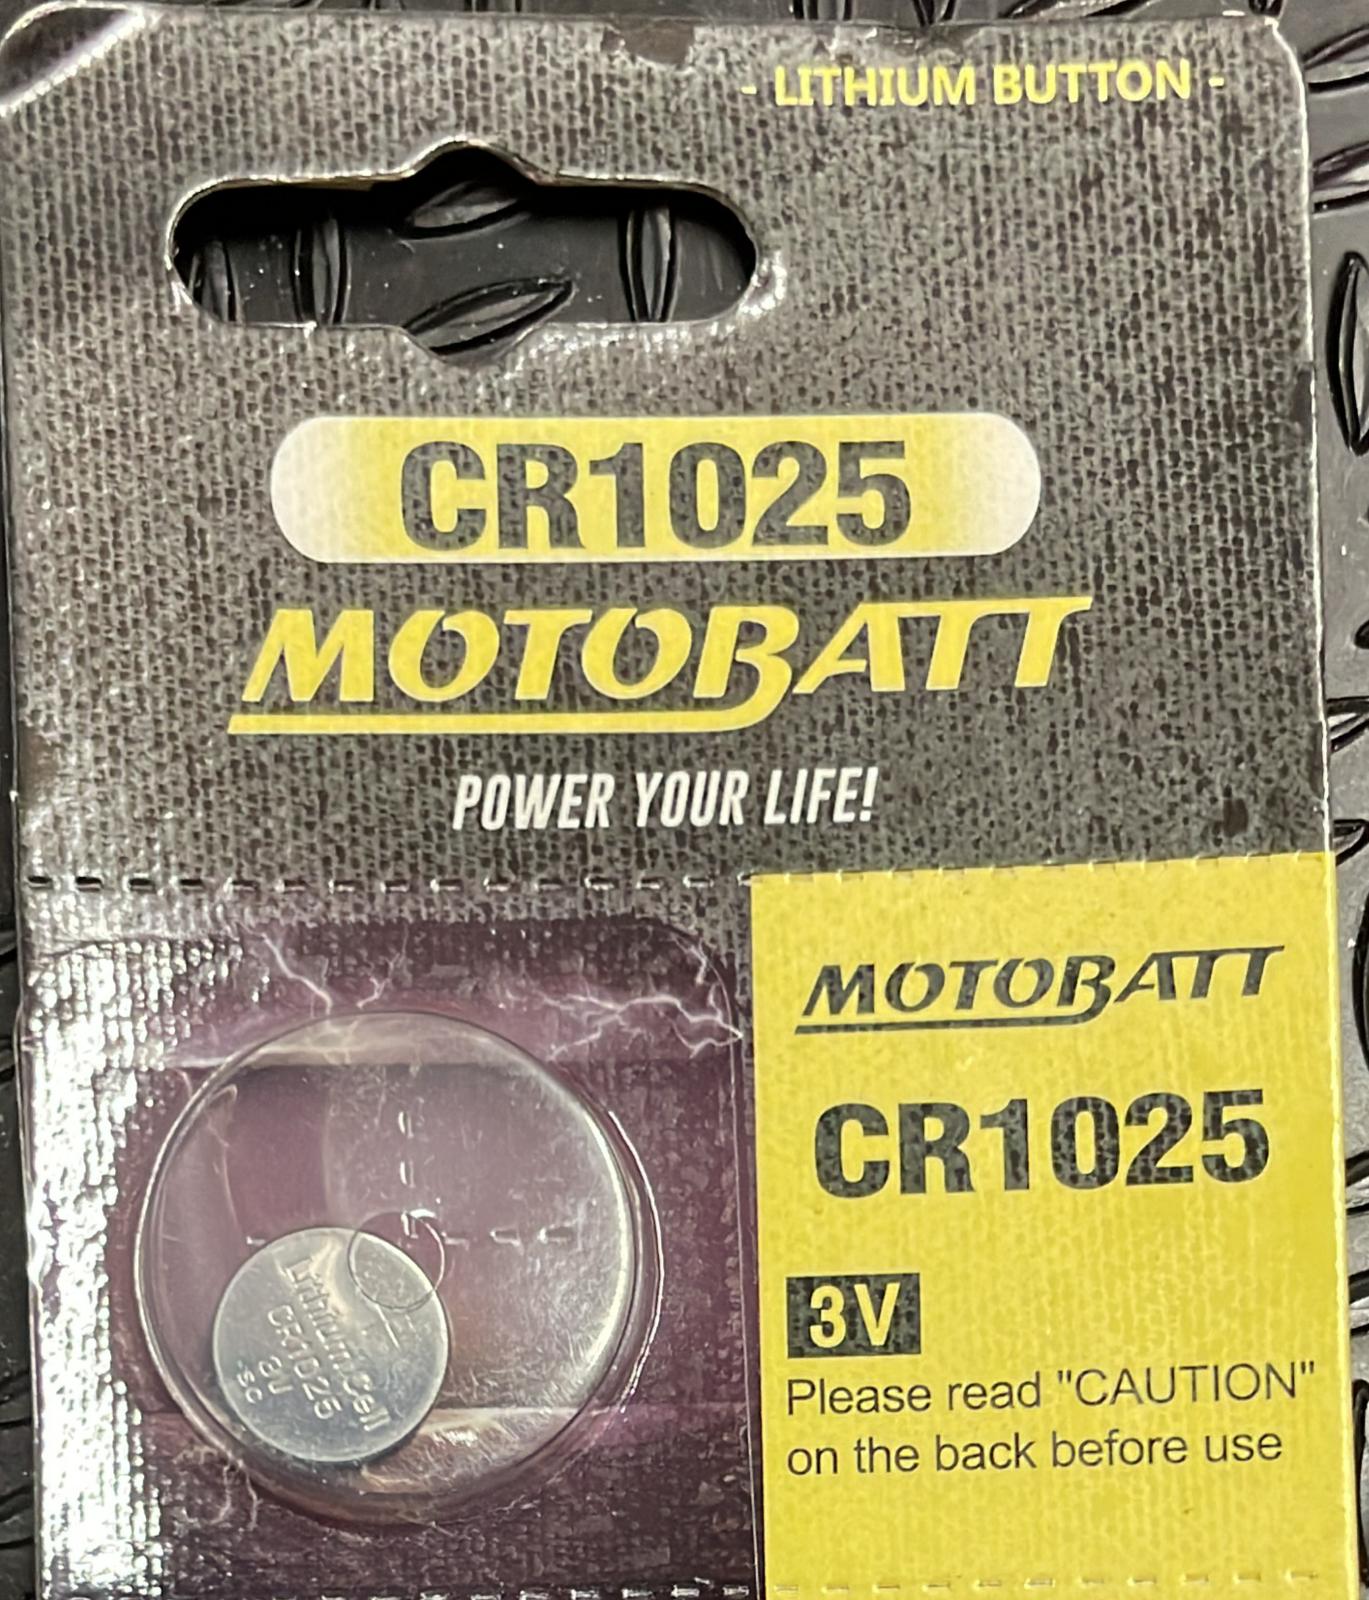 - LITHIUM BUTTON -
CR1025
MOTOBATT
POWER YOUR LIFE!
MOTOBATT
CR1025
3V
Please read "CAUTION"
on the back before use
Lithium Cell
CR1025
3V
SC